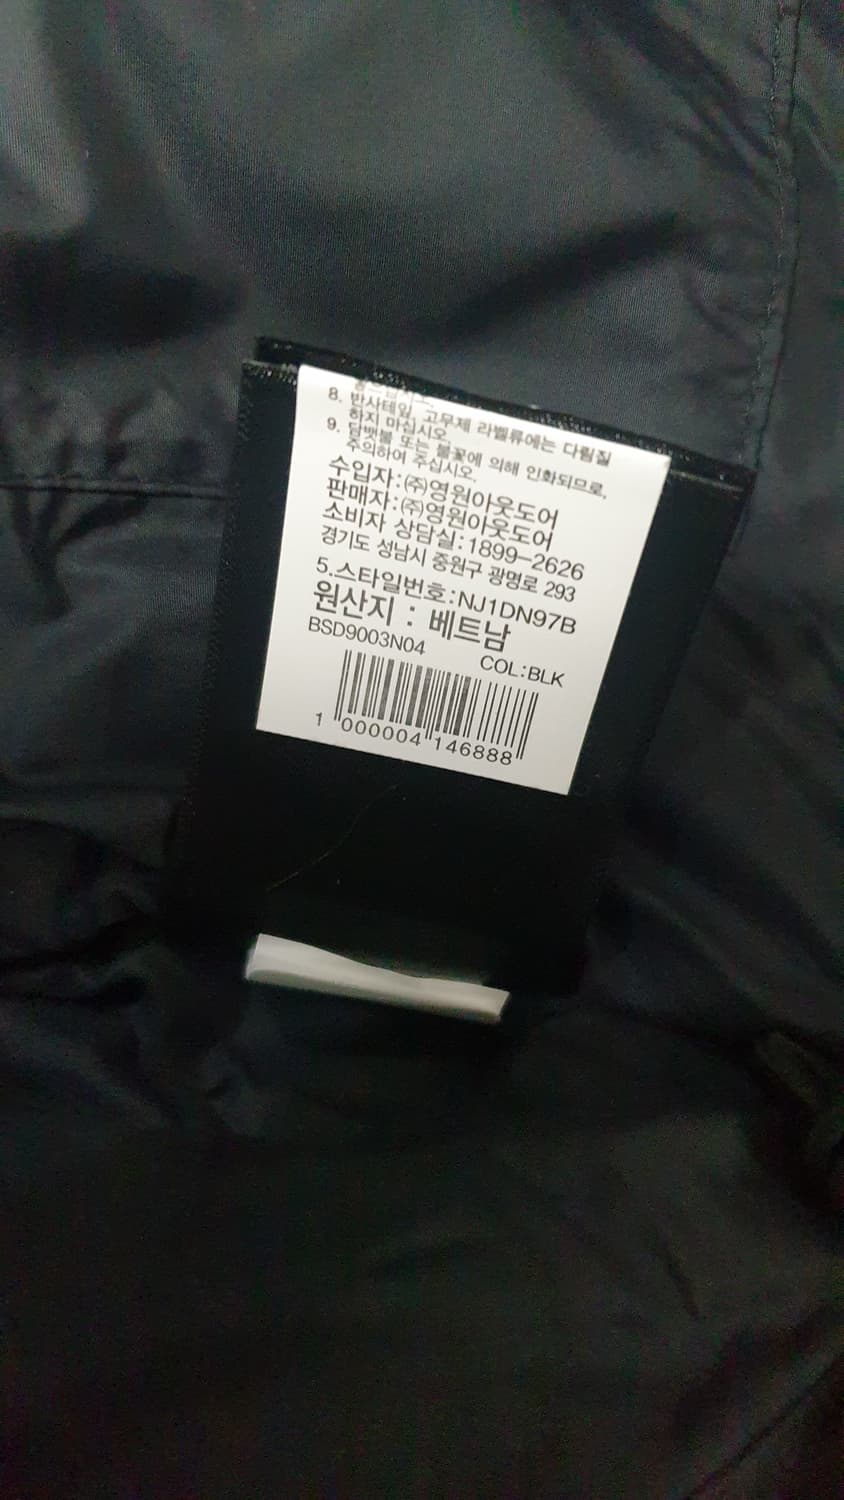 8. 반사테잎, 고무제 라벨류에는 다림질
하지 마십시오.
9. 담뱃불 또는 불꽃에 의해 인화되므로,
주의하여 주십시오.
수입자:㈜영원아웃도어
판매자:㈜영원아웃도어
소비자 상담실:1899-2626
경기도 성남시 중원구 광명로 293
5.스타일번호:NJ1DN97B
원산지 : 베트남
BSD9003N04 COL:BLK
1 000004 146888